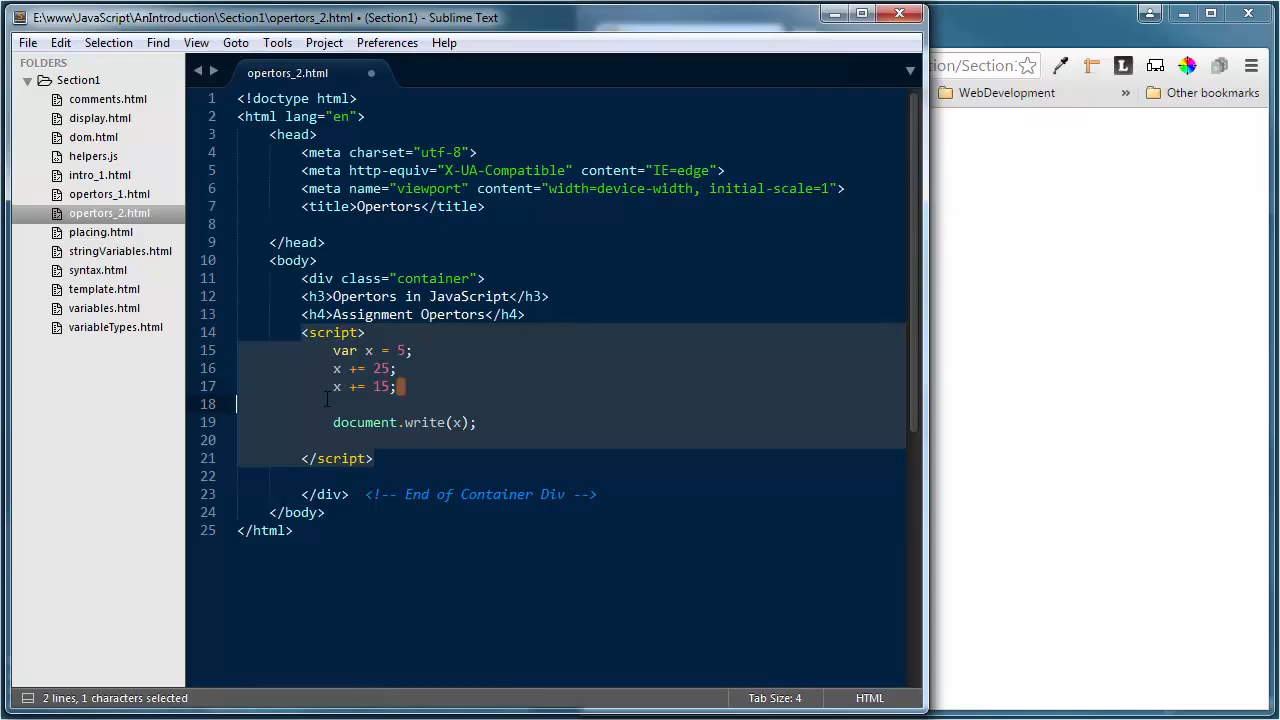 E:\www\JavaScript\AnIntroduction\Section1\opertors_2.html • (Section1) - Sublime Text
File Edit Selection Find View Goto Tools Project Preferences Help
FOLDERS
Section1
comments.html
display.html
dom.html
helpers.js
intro_1.html
opertors_1.html
opertors_2.html
placing.html
stringVariables.html
syntax.html
template.html
variables.html
variableTypes.html
opertors_2.html
1 <!doctype html>
2 <html lang="en">
3 <head>
4 <meta charset="utf-8">
5 <meta http-equiv="X-UA-Compatible" content="IE=edge">
6 <meta name="viewport" content="width=device-width, initial-scale=1">
7 <title>Opertors</title>
8
9 </head>
10 <body>
11 <div class="container">
12 <h3>Opertors in JavaScript</h3>
13 <h4>Assignment Opertors</h4>
14 <script>
15 var x = 5;
16 x += 25;
17 x += 15;
18
19 document.write(x);
20
21 </script>
22
23 </div> <!-- End of Container Div -->
24 </body>
25 </html>
2 lines, 1 characters selected
Tab Size: 4
HTML
ion/Section:
L
WebDevelopment
» Other bookmarks